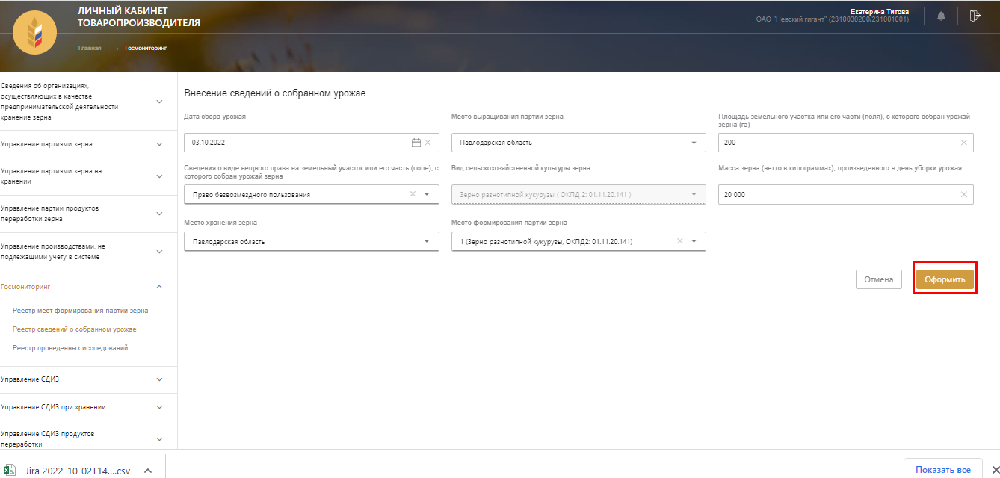 ЛИЧНЫЙ КАБИНЕТ
ТОВАРОПРОИЗВОДИТЕЛЯ
Екатерина Титова
ОАО "Невский гигант" (2310030200/231001001)
Главная
Госмониторинг
Сведения об организациях,
осуществляющих в качестве
предпринимательской деятельности
хранение зерна
Управление партиями зерна
Управление партиями зерна на
хранении
Управление партии продуктов
переработки зерна
Управление производствами, не
подлежащими учету в системе
Госмониторинг
Реестр мест формирования партии зерна
Реестр сведений о собранном урожае
Реестр проведенных исследований
Управление СДИЗ
Управление СДИЗ при хранении
Управление СДИЗ продуктов
переработки
Внесение сведений о собранном урожае
Дата сбора урожая
03.10.2022
Место выращивания партии зерна
Павлодарская область
Площадь земельного участка или его части (поля), с которого собран урожай
зерна (га)
200
Сведения о виде вещного права на земельный участок или его часть (поле), с
которого собран урожай зерна
Право безвозмездного пользования
Вид сельскохозяйственной культуры зерна
Зерно разнотипной кукурузы ( ОКПД 2: 01.11.20.141 )
Масса зерна (нетто в килограммах), произведенного в день уборки урожая
20 000
Место хранения зерна
Павлодарская область
Место формирования партии зерна
1 (Зерно разнотипной кукурузы, ОКПД2: 01.11.20.141)
Отмена
Оформить
Jira 2022-10-02T14....csv
Показать все